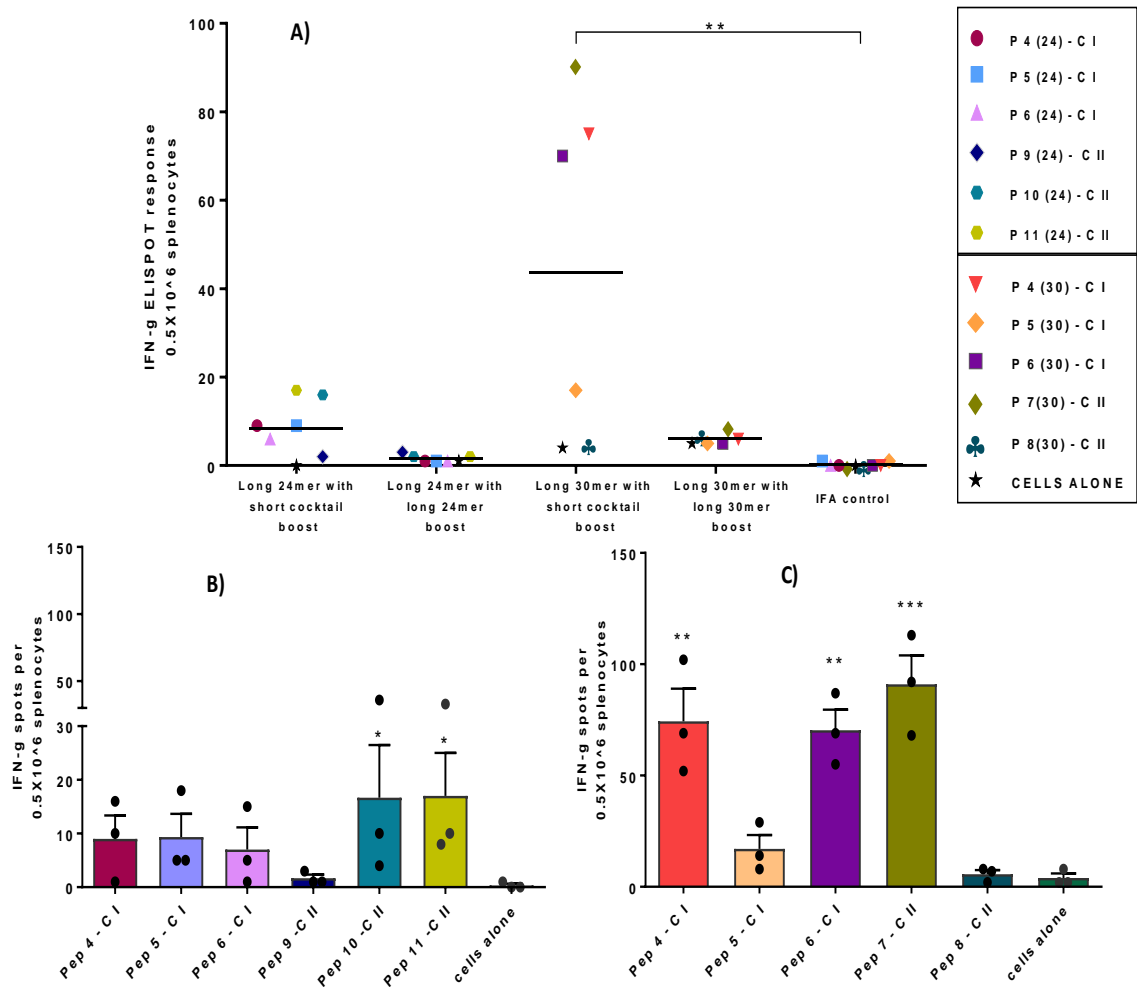 A)
IFN-g ELISPOT response
0.5X10^6 splenocytes
100
80
60
40
20
0
**
Long 24mer with
short cocktail
boost
Long 24mer with
long 24mer
boost
Long 30mer with
short cocktail
boost
Long 30mer with
long 30mer
boost
IFA control
P 4 (24) - C I
P 5 (24) - C I
P 6 (24) - C I
P 9 (24) - C II
P 10 (24) - C II
P 11 (24) - C II
P 4 (30) - C I
P 5 (30) - C I
P 6 (30) - C I
P 7(30) - C II
P 8(30) - C II
CELLS ALONE
B)
IFN-g spots per
0.5X10^6 splenocytes
150
100
50
30
20
10
0
*
*
Pep 4 - C I
Pep 5 - C I
Pep 6 - C I
Pep 9 -C II
Pep 10 -C II
Pep 11 -C II
cells alone
C)
IFN-g spots per
0.5X10^6 splenocytes
150
100
50
0
**
**
***
Pep 4 - C I
Pep 5 - C I
Pep 6 - C I
Pep 7 - C II
Pep 8 - C II
cells alone